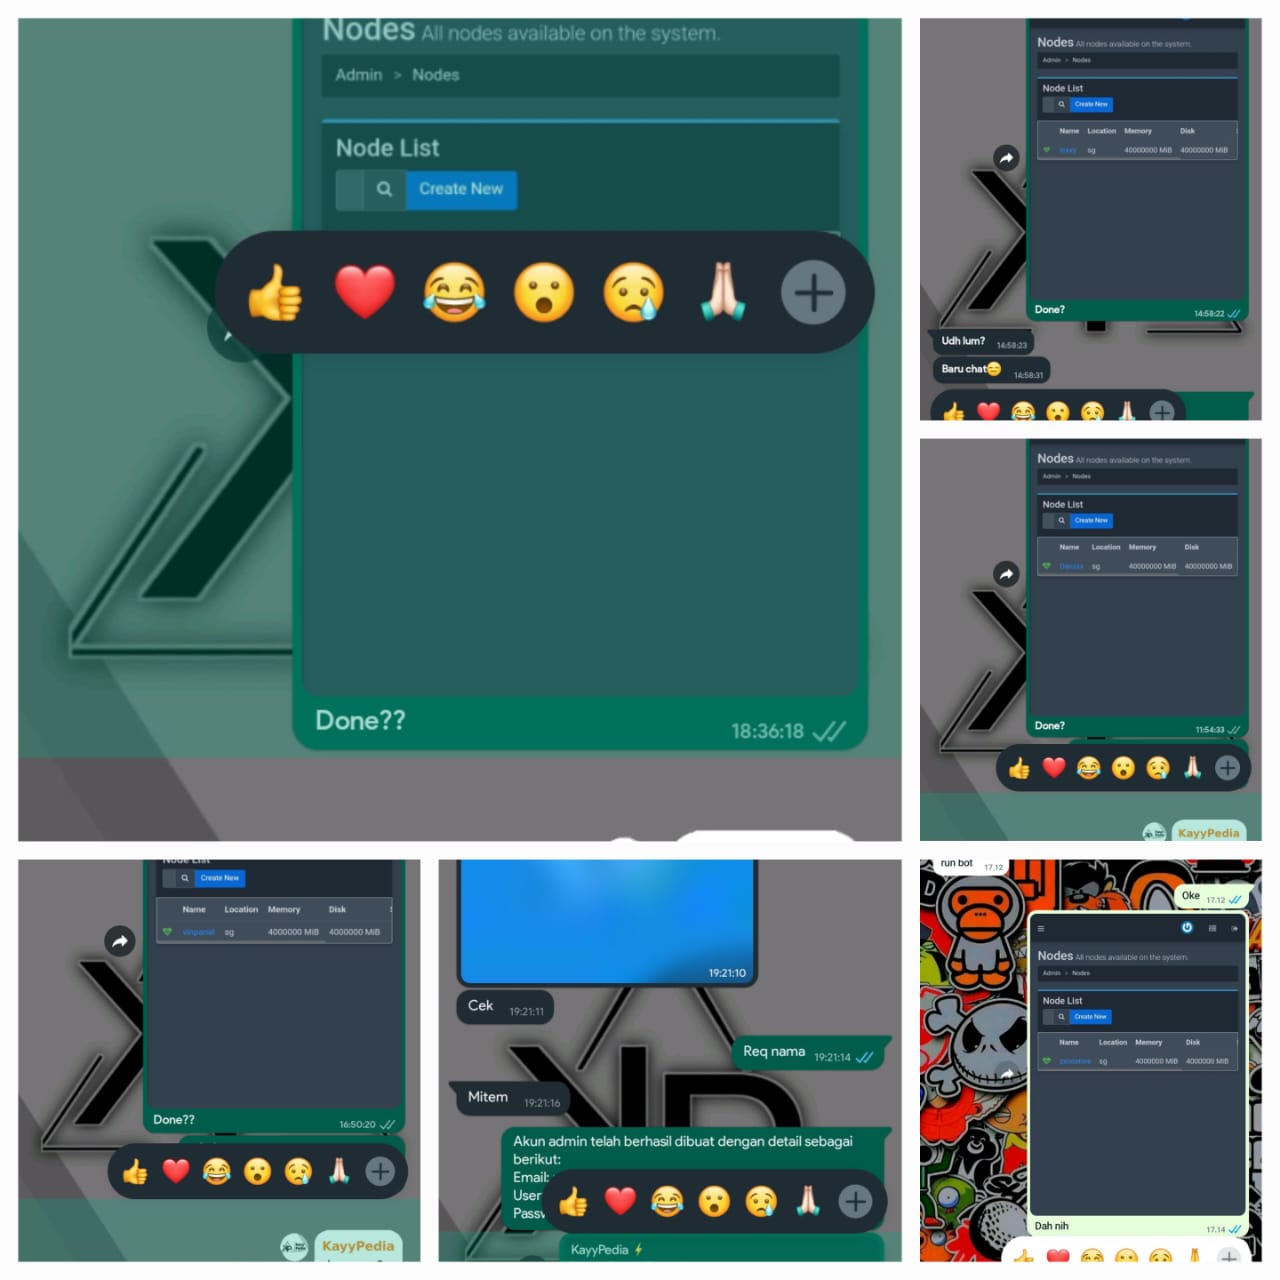 Nodes All nodes available on the system.
Admin > Nodes
Node List
Create New
Done??
18:36:18
Nodes All nodes available on the system.
Admin > Nodes
Node List
Create New
Name Location Memory Disk
sg 40000000 MiB 40000000 MiB
Done?
14:58:22
Udh lum? 14:58:23
Baru chat😑 14:58:31
Nodes All nodes available on the system.
Admin > Nodes
Node List
Create New
Name Location Memory Disk
sg 40000000 MiB 40000000 MiB
Done?
11:54:33
KayyPedia
Node List
Create New
Name Location Memory Disk
vinpanel sg 4000000 MiB 4000000 MiB
Done??
16:50:20
KayyPedia
19:21:10
Cek 19:21:11
Req nama 19:21:14
Mitem 19:21:16
Akun admin telah berhasil dibuat dengan detail sebagai
berikut:
Email:
User
Passw
KayyPedia ⚡
run bot 17.12
Oke 17.12
Nodes All nodes available on the system.
Admin > Nodes
Node List
Create New
Name Location Memory Disk
sg 4000000 MiB 4000000 MiB
Dah nih
17.14